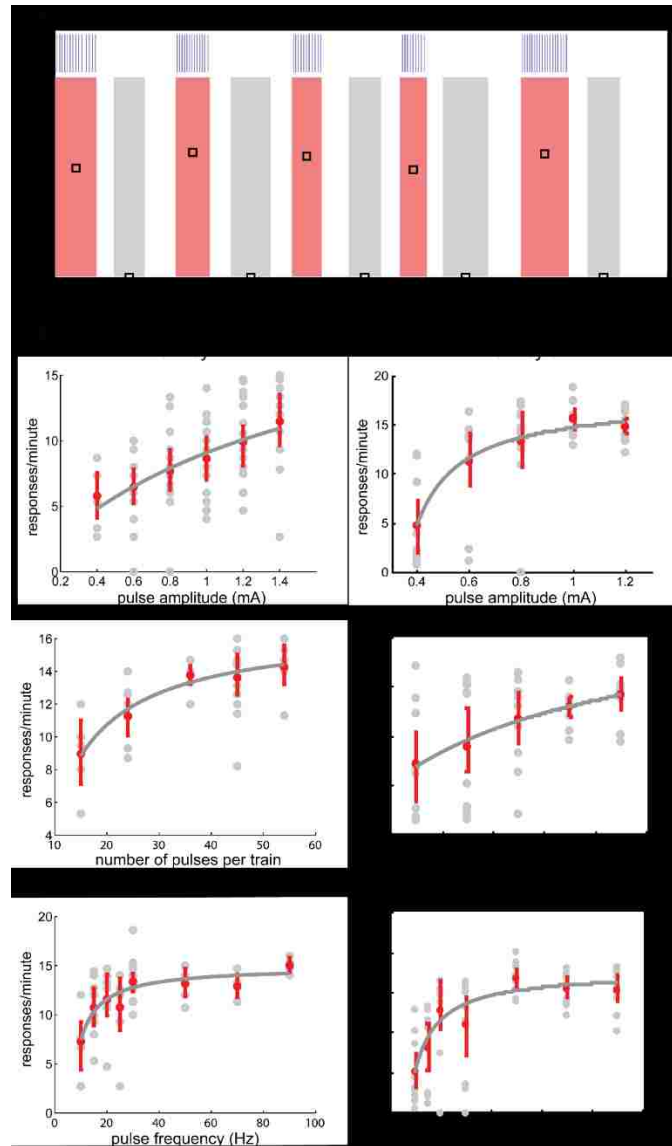 15
10
5
0
responses/minute
0.2 0.4 0.6 0.8 1 1.2 1.4
pulse amplitude (mA)
20
15
10
5
0
responses/minute
0.4 0.6 0.8 1 1.2
pulse amplitude (mA)
16
14
12
10
8
6
4
responses/minute
10 20 30 40 50 60
number of pulses per train
20
15
10
5
0
responses/minute
0 20 40 60 80 100
pulse frequency (Hz)